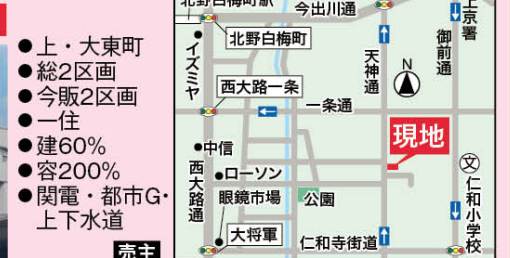 ●上・大東町
●総2区画
●今販2区画
●一住
●建60%
●容200%
●関電・都市G・
上下水道
売主
北野白梅町駅
今出川通
上京署
北野白梅町
イズミヤ
天神通
御前通
N
西大路一条
一条通
現地
中信
ローソン
西大路通
眼鏡市場
公園
文
仁和小学校
大将軍
仁和寺街道